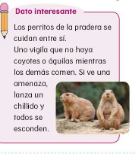 Dato interesante
Los perritos de la pradera se
cuidan entre sí.
Uno vigila que no haya
coyotes o águilas mientras
los demás comen. Si ve una
amenaza,
lanza un
chillido y
todos se
esconden.